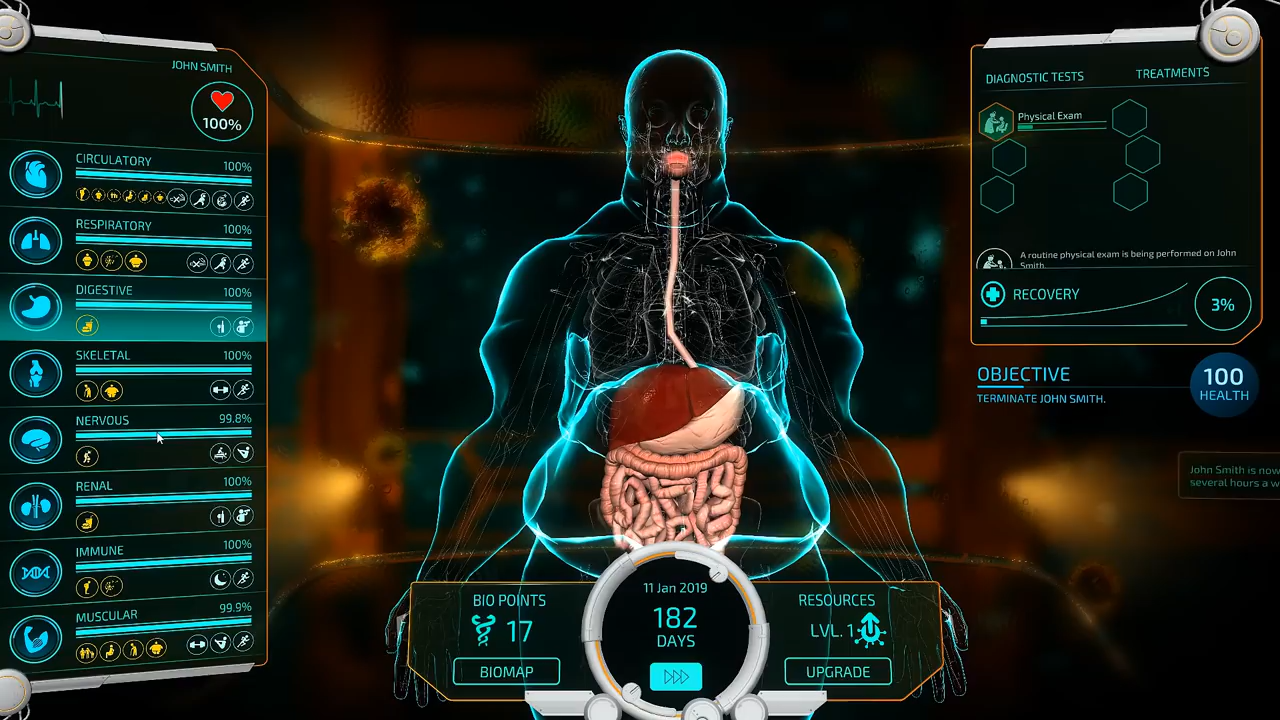 JOHN SMITH
100%
CIRCULATORY 100%
RESPIRATORY 100%
DIGESTIVE 100%
SKELETAL 100%
NERVOUS 99.8%
RENAL 100%
IMMUNE 100%
MUSCULAR 99.9%
DIAGNOSTIC TESTS TREATMENTS
Physical Exam
A routine physical exam is being performed on John
Smith.
RECOVERY 3%
OBJECTIVE
TERMINATE JOHN SMITH.
100
HEALTH
John Smith is now
several hours a w
BIO POINTS
17
BIOMAP
11 Jan 2019
182
DAYS
RESOURCES
LVL. 1
UPGRADE